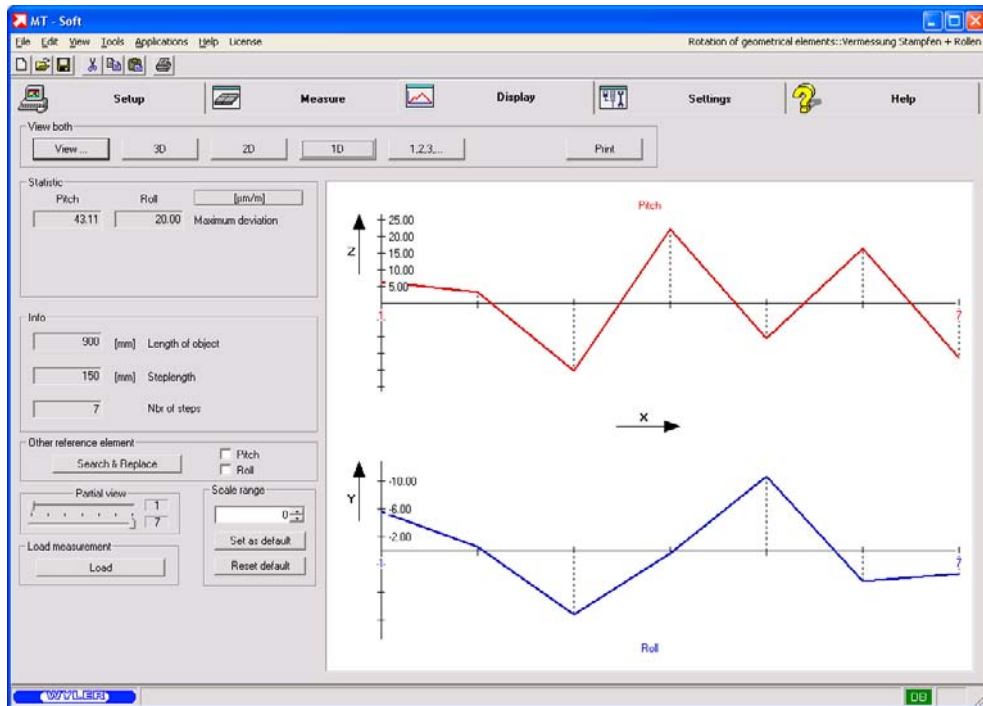 MT - Soft
File Edit View Tools Applications Help License
Rotation of geometrical elements::Vermessung Stampfen + Rollen
Setup Measure Display Settings Help
View both
View ... 3D 2D 1D 1,2,3,... Print
Statistic
Pitch Roll [µm/m]
43.11 20.00 Maximum deviation
Info
900 [mm] Length of object
150 [mm] Steplength
7 Nbr of steps
Other reference element
Search & Replace
Pitch
Roll
Partial view
1
7
Scale range
0
Set as default
Reset default
Load measurement
Load
Pitch
Z
25.00
20.00
15.00
10.00
5.00
1 7
X
Y
-10.00
-6.00
-2.00
1 7
Roll
WYLER
DB